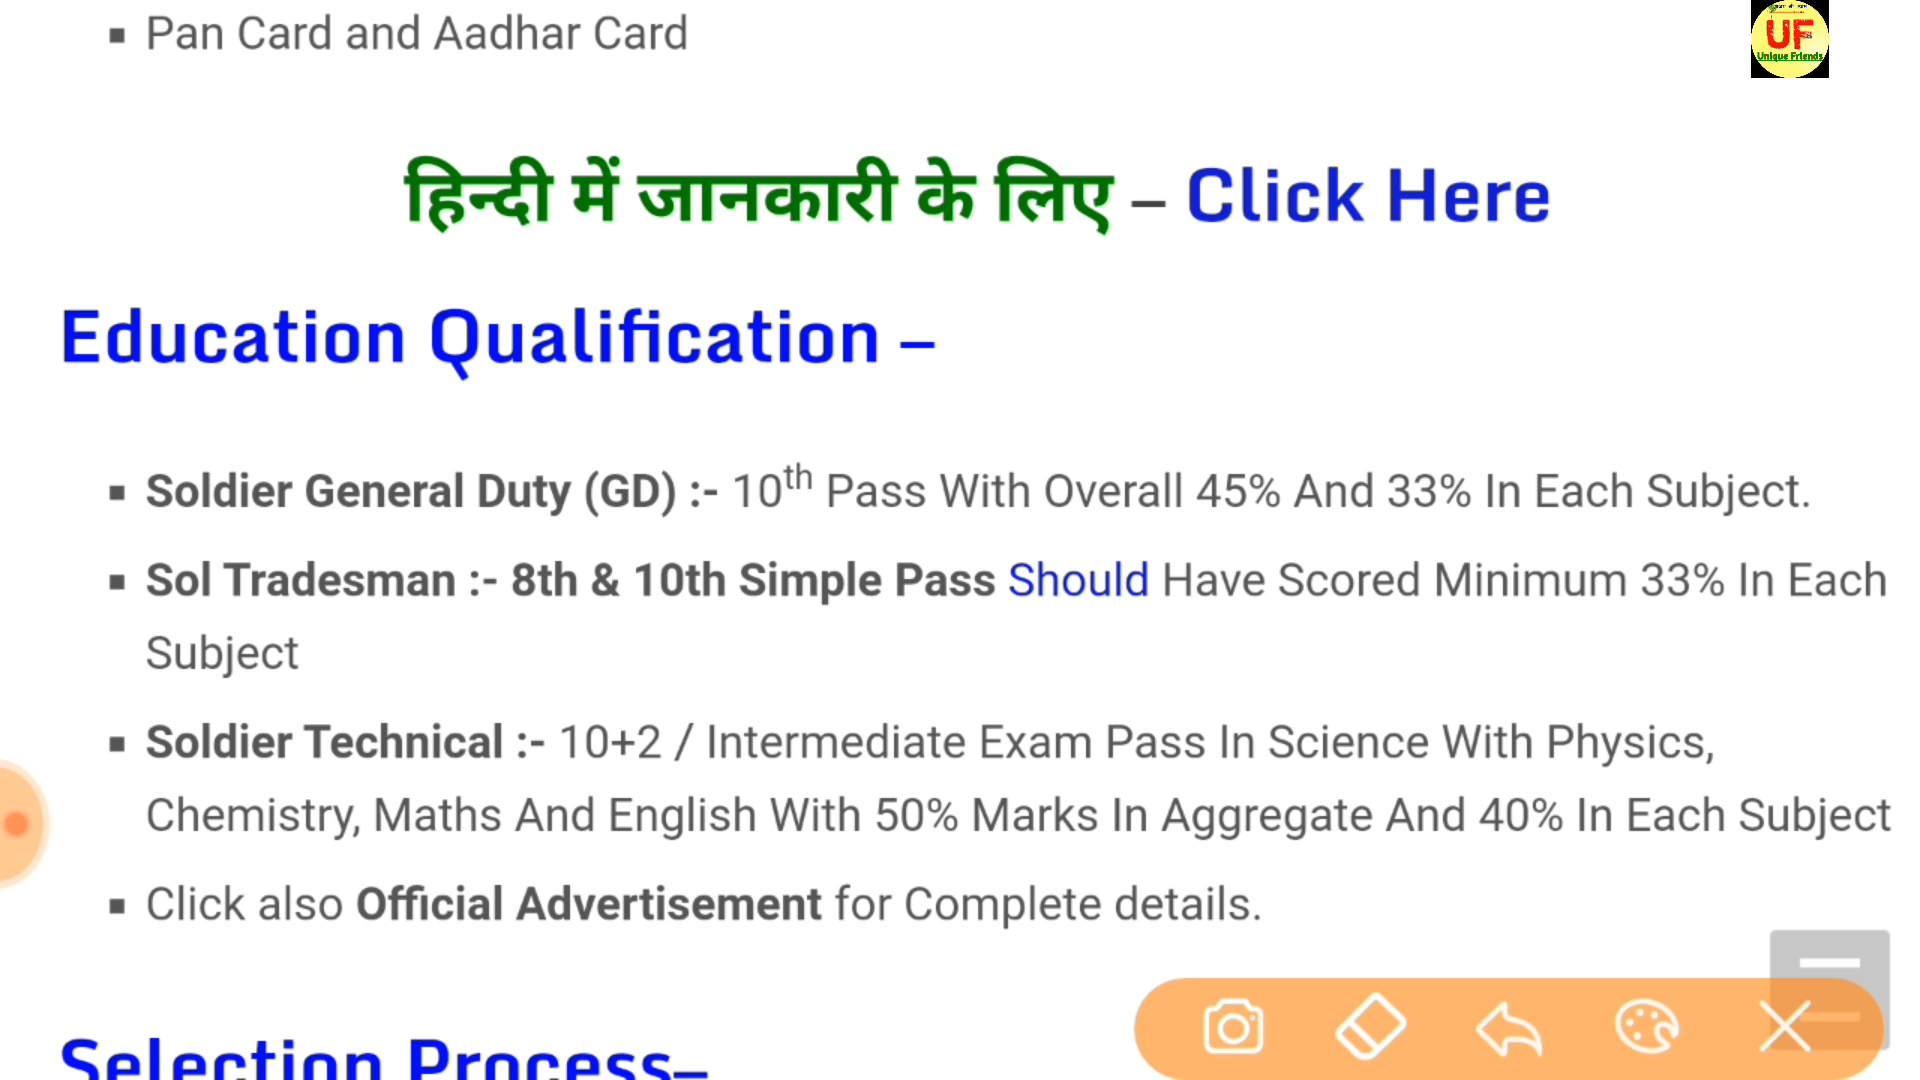 ▪ Pan Card and Aadhar Card
UF
Unique Friends
हिन्दी में जानकारी के लिए – Click Here
Education Qualification –
▪ Soldier General Duty (GD) :- 10th Pass With Overall 45% And 33% In Each Subject.
▪ Sol Tradesman :- 8th & 10th Simple Pass Should Have Scored Minimum 33% In Each
Subject
▪ Soldier Technical :- 10+2 / Intermediate Exam Pass In Science With Physics,
Chemistry, Maths And English With 50% Marks In Aggregate And 40% In Each Subject
▪ Click also Official Advertisement for Complete details.
Selection Process–